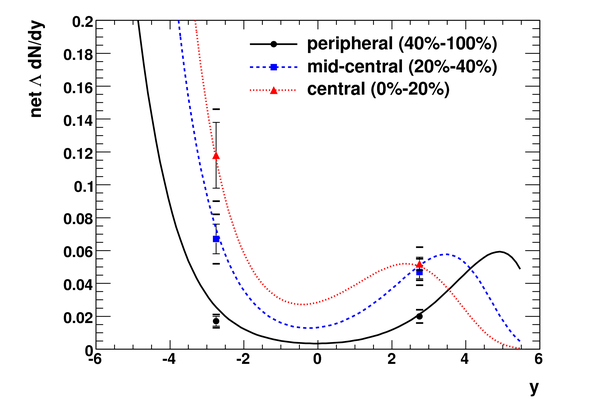 net Λ dN/dy
0.2
0.18
0.16
0.14
0.12
0.1
0.08
0.06
0.04
0.02
0
peripheral (40%-100%)
mid-central (20%-40%)
central (0%-20%)
-6 -4 -2 0 2 4 6
y